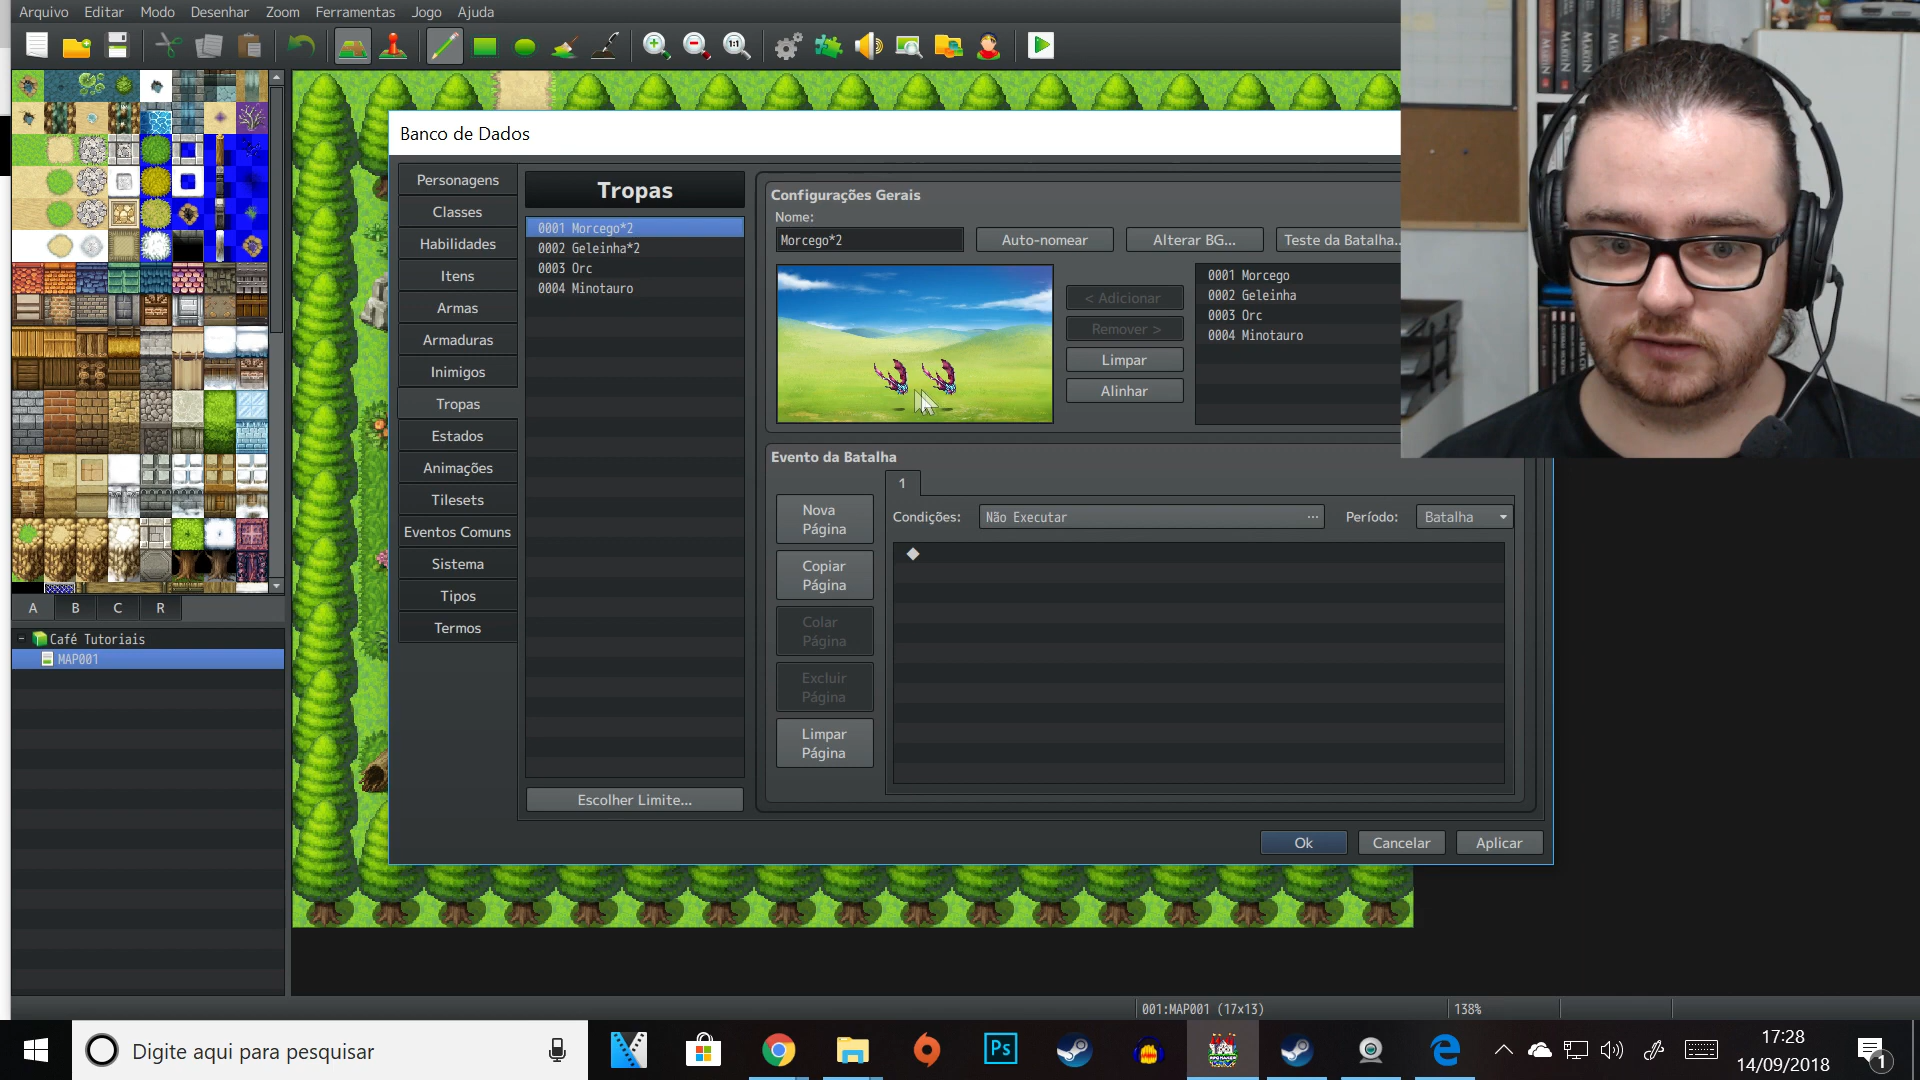 Arquivo Editar Modo Desenhar Zoom Ferramentas Jogo Ajuda
Banco de Dados
Personagens
Classes
Habilidades
Itens
Armas
Armaduras
Inimigos
Tropas
Estados
Animações
Tilesets
Eventos Comuns
Sistema
Tipos
Termos
Tropas
0001 Morcego*2
0002 Geleinha*2
0003 Orc
0004 Minotauro
Escolher Limite...
Configurações Gerais
Nome:
Morcego*2
Auto-nomear
Alterar BG...
Teste da Batalha..
< Adicionar
Remover >
Limpar
Alinhar
0001 Morcego
0002 Geleinha
0003 Orc
0004 Minotauro
Evento da Batalha
1
Nova Página
Copiar Página
Colar Página
Excluir Página
Limpar Página
Condições:
Não Executar ...
Período:
Batalha
Ok
Cancelar
Aplicar
A B C R
Café Tutoriais
MAP001
001:MAP001 (17x13)
138%
Digite aqui para pesquisar
Ps
17:28
14/09/2018
1
1:1